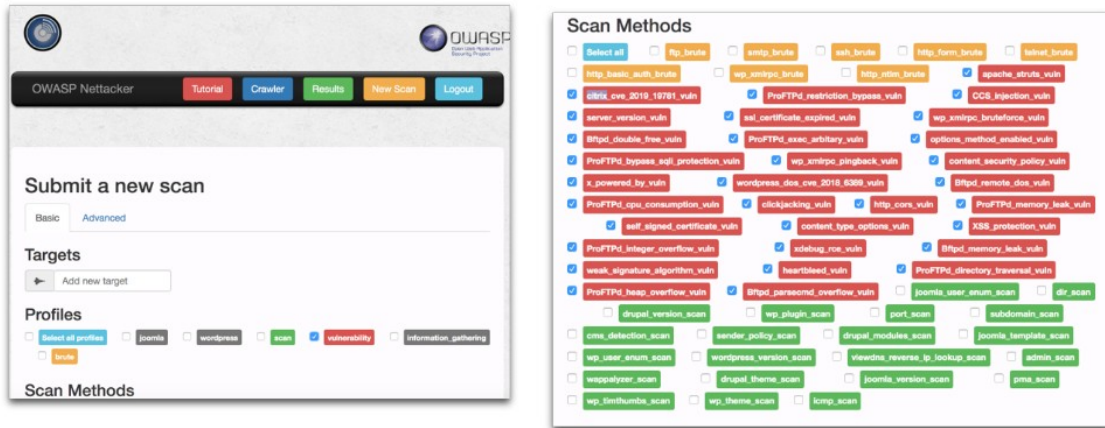 OWASP
Open Web Application
Security Project
OWASP Nettacker Tutorial Crawler Results New Scan Logout
Submit a new scan
Basic Advanced
Targets
Add new target
Profiles
Select all profiles joomla wordpress scan vulnerability information_gathering
brute
Scan Methods
Scan Methods
Select all ftp_brute smtp_brute ssh_brute http_form_brute telnet_brute
http_basic_auth_brute wp_xmlrpc_brute http_ntlm_brute apache_struts_vuln
citrix_cve_2019_19781_vuln ProFTPd_restriction_bypass_vuln CCS_injection_vuln
server_version_vuln ssl_certificate_expired_vuln wp_xmlrpc_bruteforce_vuln
Bftpd_double_free_vuln ProFTPd_exec_arbitary_vuln options_method_enabled_vuln
ProFTPd_bypass_sqli_protection_vuln wp_xmlrpc_pingback_vuln content_security_policy_vuln
x_powered_by_vuln wordpress_dos_cve_2018_6389_vuln Bftpd_remote_dos_vuln
ProFTPd_cpu_consumption_vuln clickjacking_vuln http_cors_vuln ProFTPd_memory_leak_vuln
self_signed_certificate_vuln content_type_options_vuln XSS_protection_vuln
ProFTPd_integer_overflow_vuln xdebug_rce_vuln Bftpd_memory_leak_vuln
weak_signature_algorithm_vuln heartbleed_vuln ProFTPd_directory_traversal_vuln
ProFTPd_heap_overflow_vuln Bftpd_parsecmd_overflow_vuln joomla_user_enum_scan dir_scan
drupal_version_scan wp_plugin_scan port_scan subdomain_scan
cms_detection_scan sender_policy_scan drupal_modules_scan joomla_template_scan
wp_user_enum_scan wordpress_version_scan viewdns_reverse_ip_lookup_scan admin_scan
wappalyzer_scan drupal_theme_scan joomla_version_scan pma_scan
wp_timthumbs_scan wp_theme_scan icmp_scan